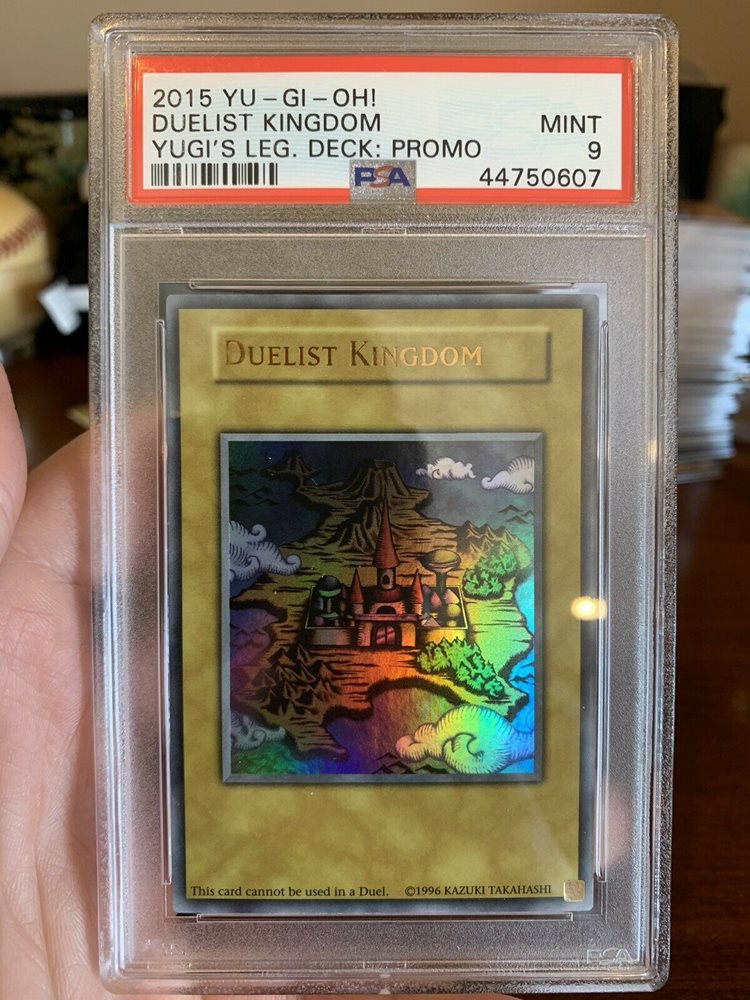 2015 YU-GI-OH!
DUELIST KINGDOM MINT
YUGI'S LEG. DECK: PROMO 9
PSA 44750607
DUELIST KINGDOM
This card cannot be used in a Duel. ©1996 KAZUKI TAKAHASHI
PSA